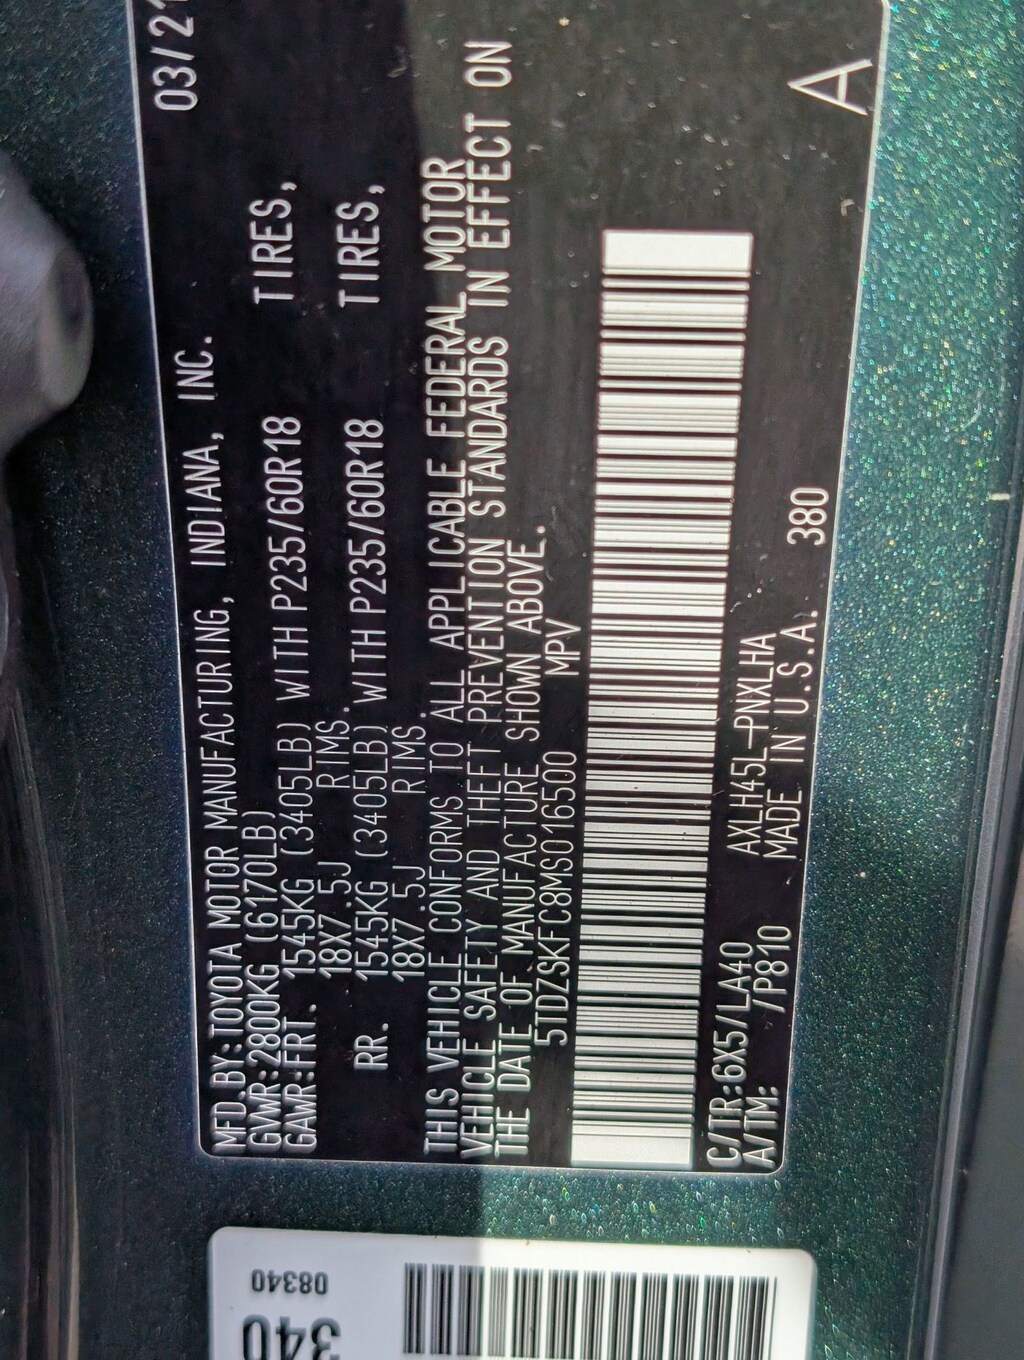 MFD.BY:TOYOTA MOTOR MANUFACTURING, INDIANA, INC. 03/21
GVWR:2800KG (6170LB)
GAWR:FRT. 1545KG (3405LB) WITH P235/60R18 TIRES,
18X7.5J RIMS.
RR. 1545KG (3405LB) WITH P235/60R18 TIRES,
18X7.5J RIMS.
THIS VEHICLE CONFORMS TO ALL APPLICABLE FEDERAL MOTOR
VEHICLE SAFETY AND THEFT PREVENTION STANDARDS IN EFFECT ON
THE DATE OF MANUFACTURE SHOWN ABOVE.
5TDZSKFC8MS016500 MPV
C/TR:6X5/LA40 AXLH45L-PNXLHA
A/TM: /P810 MADE IN U.S.A. 380
A
08340
340